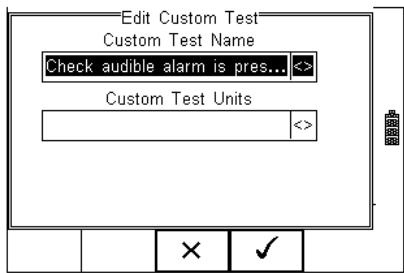 Edit Custom Test
Custom Test Name
Check audible alarm is pres... <>
Custom Test Units
<>